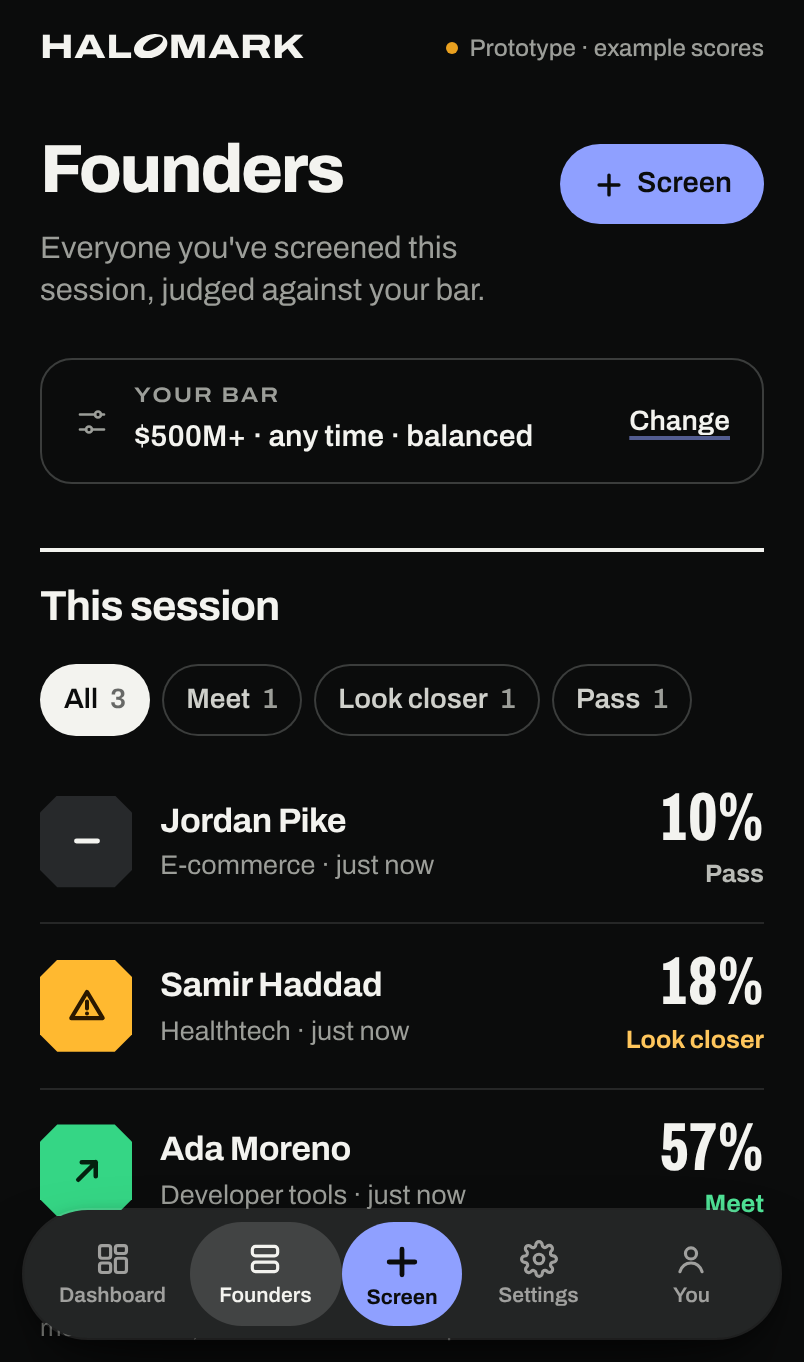 HALOMARK
Prototype · example scores
Founders
+ Screen
Everyone you've screened this
session, judged against your bar.
YOUR BAR
$500M+ · any time · balanced
Change
This session
All 3
Meet 1
Look closer 1
Pass 1
Jordan Pike
10%
E-commerce · just now
Pass
Samir Haddad
18%
Healthtech · just now
Look closer
Ada Moreno
57%
Developer tools · just now
Meet
Dashboard
Founders
Screen
Settings
You